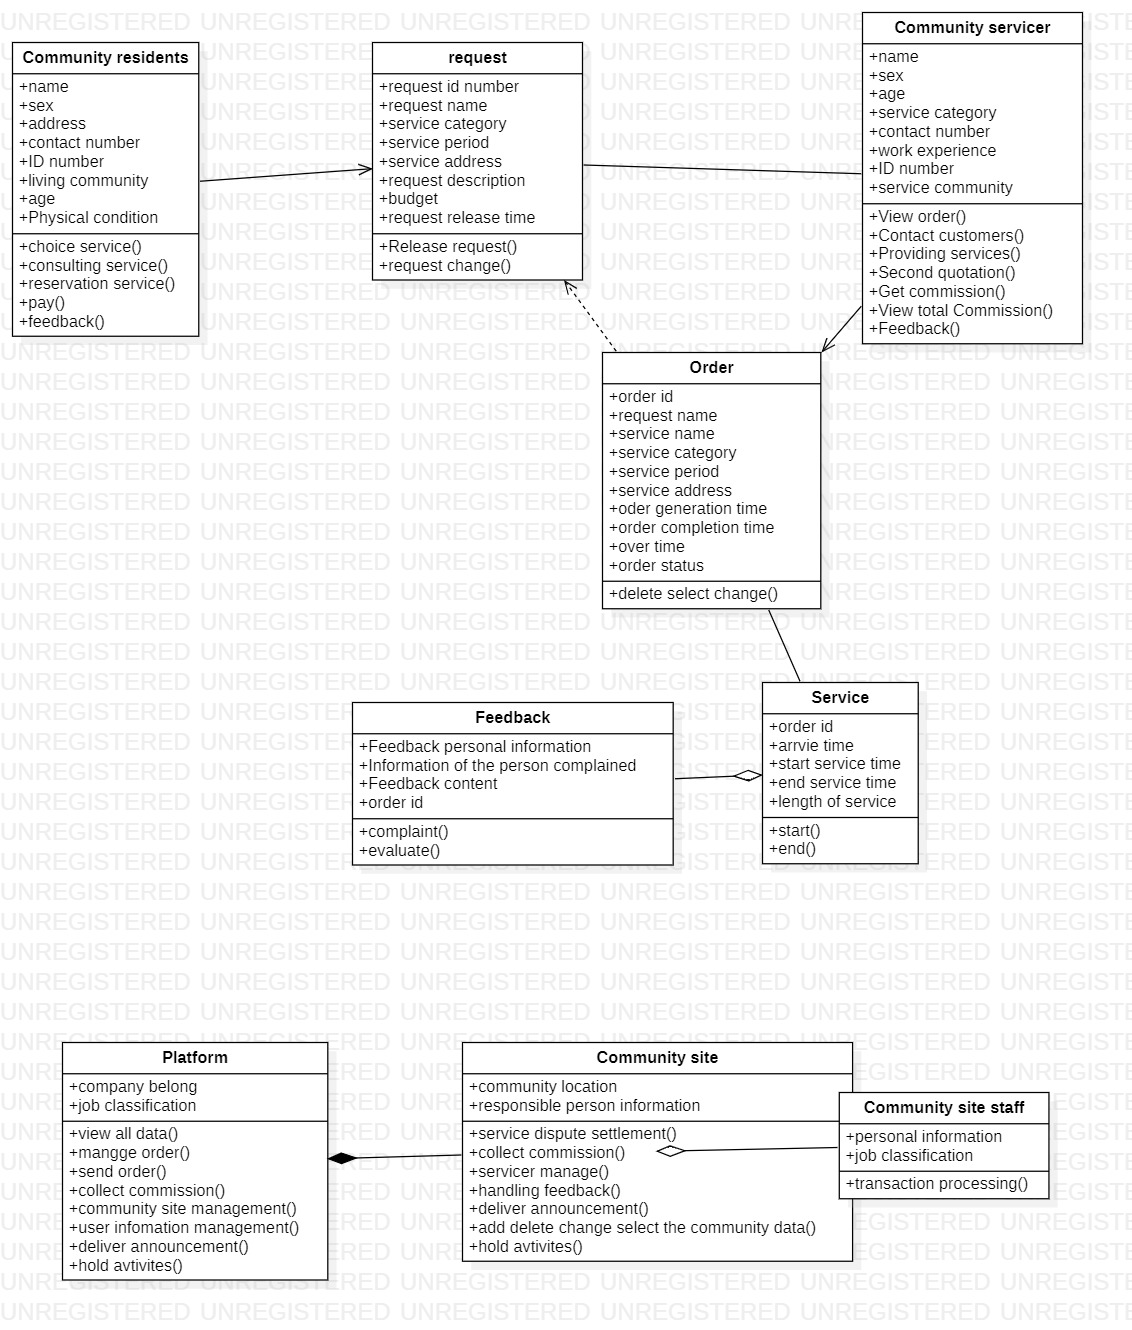 Community residents
+name
+sex
+address
+contact number
+ID number
+living community
+age
+Physical condition
+choice service()
+consulting service()
+reservation service()
+pay()
+feedback()
request
+request id number
+request name
+service category
+service period
+service address
+request description
+budget
+request release time
+Release request()
+request change()
Community servicer
+name
+sex
+age
+service category
+contact number
+work experience
+ID number
+service community
+View order()
+Contact customers()
+Providing services()
+Second quotation()
+Get commission()
+View total Commission()
+Feedback()
Order
+order id
+request name
+service name
+service category
+service period
+service address
+oder generation time
+order completion time
+over time
+order status
+delete select change()
Service
+order id
+arrvie time
+start service time
+end service time
+length of service
+start()
+end()
Feedback
+Feedback personal information
+Information of the person complained
+Feedback content
+order id
+complaint()
+evaluate()
Platform
+company belong
+job classification
+view all data()
+mangge order()
+send order()
+collect commission()
+community site management()
+user infomation management()
+deliver announcement()
+hold avtivites()
Community site
+community location
+responsible person information
+service dispute settlement()
+collect commission()
+servicer manage()
+handling feedback()
+deliver announcement()
+add delete change select the community data()
+hold avtivites()
Community site staff
+personal information
+job classification
+transaction processing()
UNREGISTERED